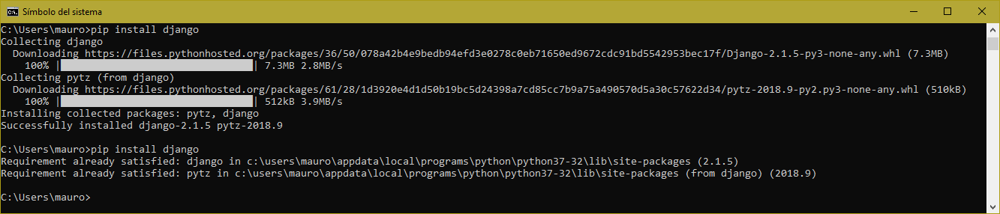 Símbolo del sistema
C:\Users\mauro>pip install django
Collecting django
  Downloading https://files.pythonhosted.org/packages/36/50/078a42b4e9bedb94efd3e0278c0eb71650ed9672cdc91bd5542953bec17f/Django-2.1.5-py3-none-any.whl (7.3MB)
    100% |████████████████████████████████| 7.3MB 2.8MB/s
Collecting pytz (from django)
  Downloading https://files.pythonhosted.org/packages/61/28/1d3920e4d1d50b19bc5d24398a7cd85cc7b9a75a490570d5a30c57622d34/pytz-2018.9-py2.py3-none-any.whl (510kB)
    100% |████████████████████████████████| 512kB 3.9MB/s
Installing collected packages: pytz, django
Successfully installed django-2.1.5 pytz-2018.9
C:\Users\mauro>pip install django
Requirement already satisfied: django in c:\users\mauro\appdata\local\programs\python\python37-32\lib\site-packages (2.1.5)
Requirement already satisfied: pytz in c:\users\mauro\appdata\local\programs\python\python37-32\lib\site-packages (from django) (2018.9)
C:\Users\mauro>